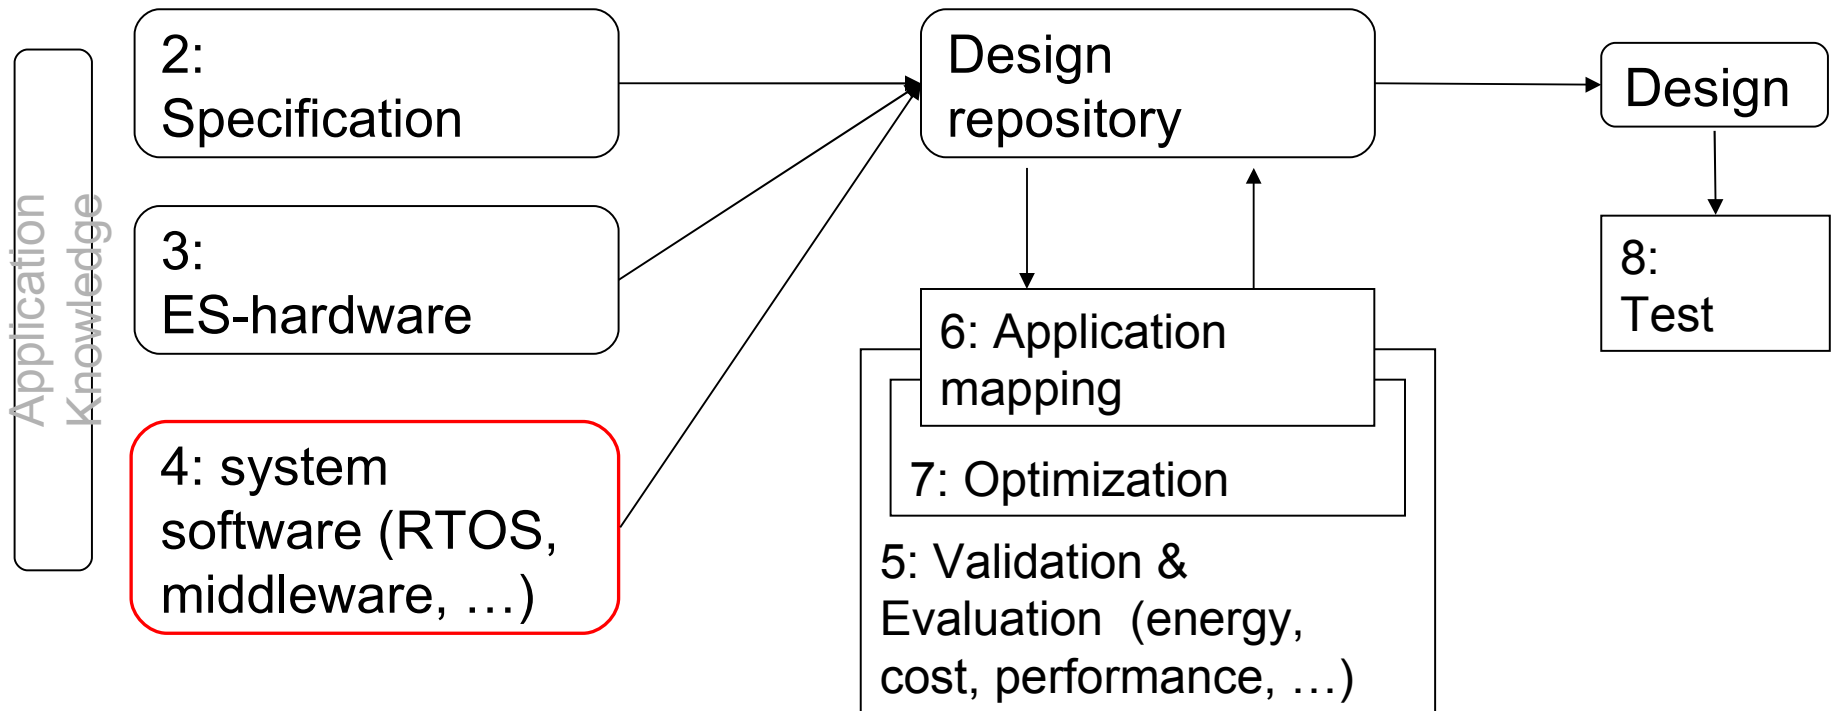 Application
Knowledge
2:
Specification
3:
ES-hardware
4: system
software (RTOS,
middleware, …)
Design
repository
6: Application
mapping
7: Optimization
5: Validation &
Evaluation  (energy,
cost, performance, …)
Design
8:
Test